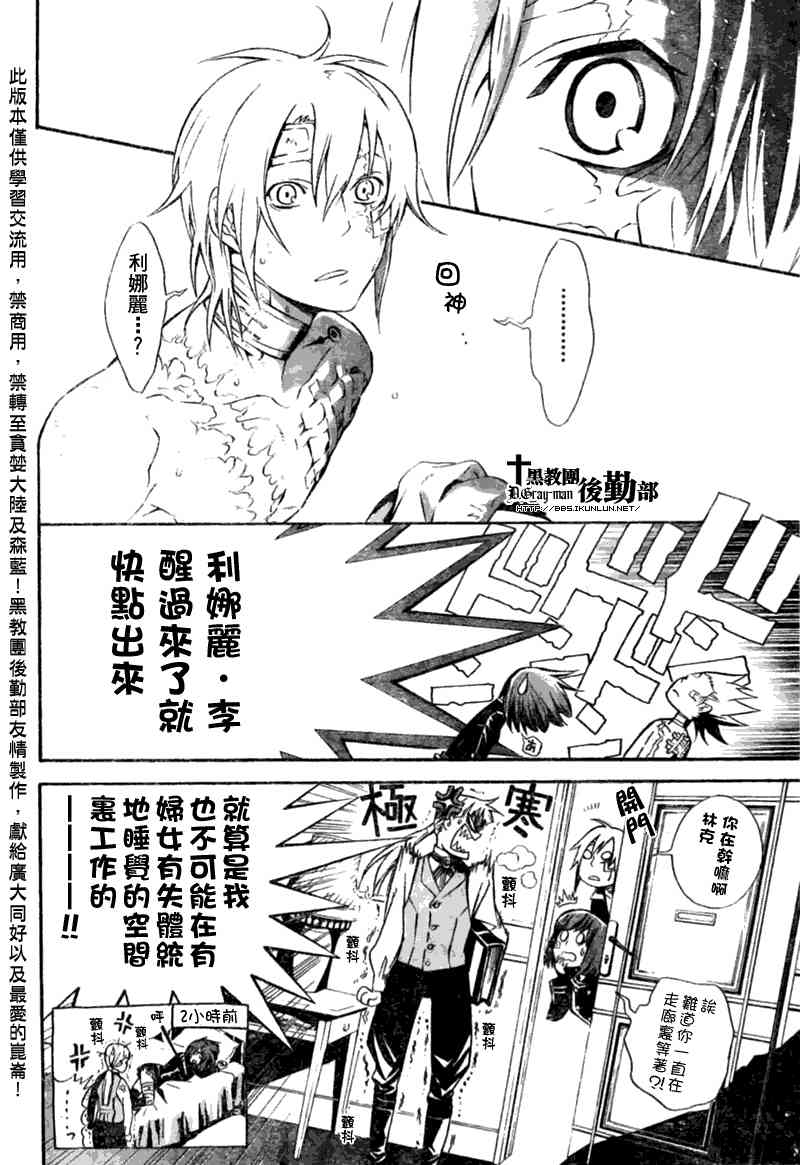 ……
回神
利娜麗…?
✝黑教團
D.Gray-man 後勤部
HTTP://BBS.IKUNLUN.NET/
利娜麗．李
醒過來了就
快點出來
開門
你在幹嘛啊
林克
誒
難道你一直在
走廊裏等著?!
極寒
顫抖
顫抖
顫抖
顫抖
就算是我
也不可能在有
婦女有失體統
地睡覺的空間
裏工作的
————!!
2小時前
呼
顫抖
顫抖
此版本僅供學習交流用，禁商用，禁轉至貪婪大陸及森藍！黑教團後勤部友情製作，獻給廣大同好以及最愛的崑崙！